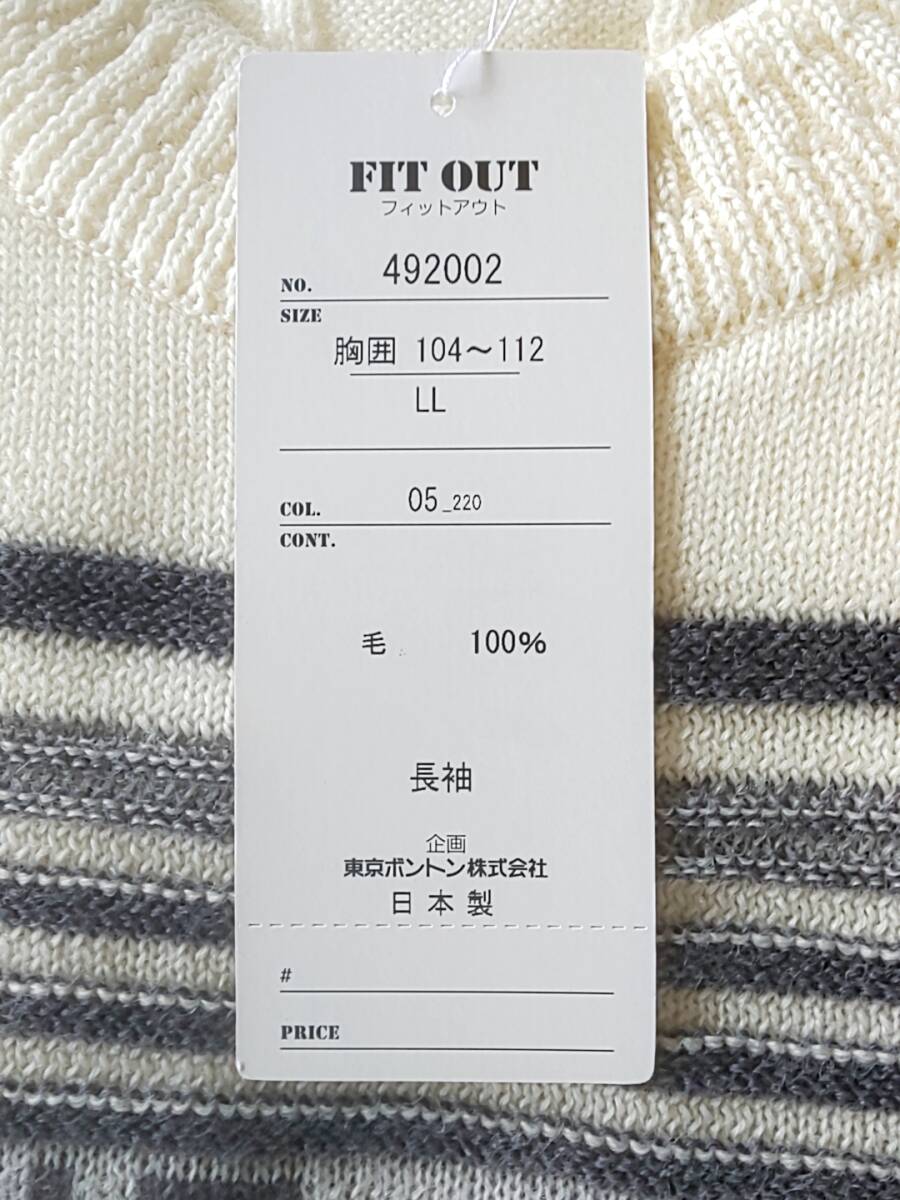 FIT OUT
フィットアウト
NO. 492002
SIZE
胸囲 104～112
LL
COL. 05_220
CONT.
毛 100%
長袖
企画
東京ボントン株式会社
日本製
#
PRICE